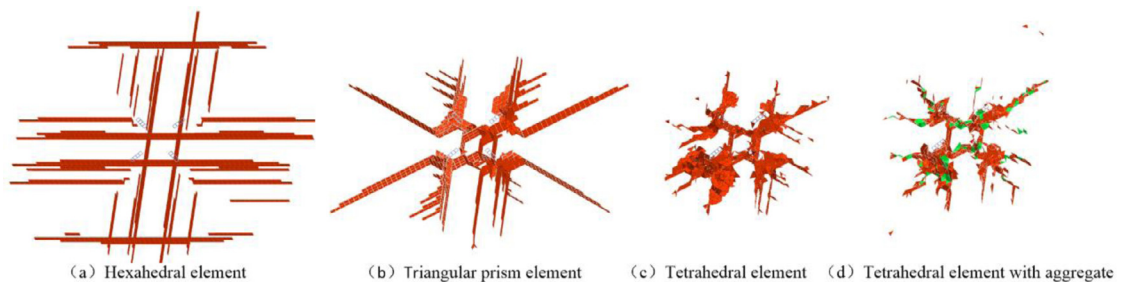 （a）Hexahedral element
（b）Triangular prism element
（c）Tetrahedral element
（d）Tetrahedral element with aggregate